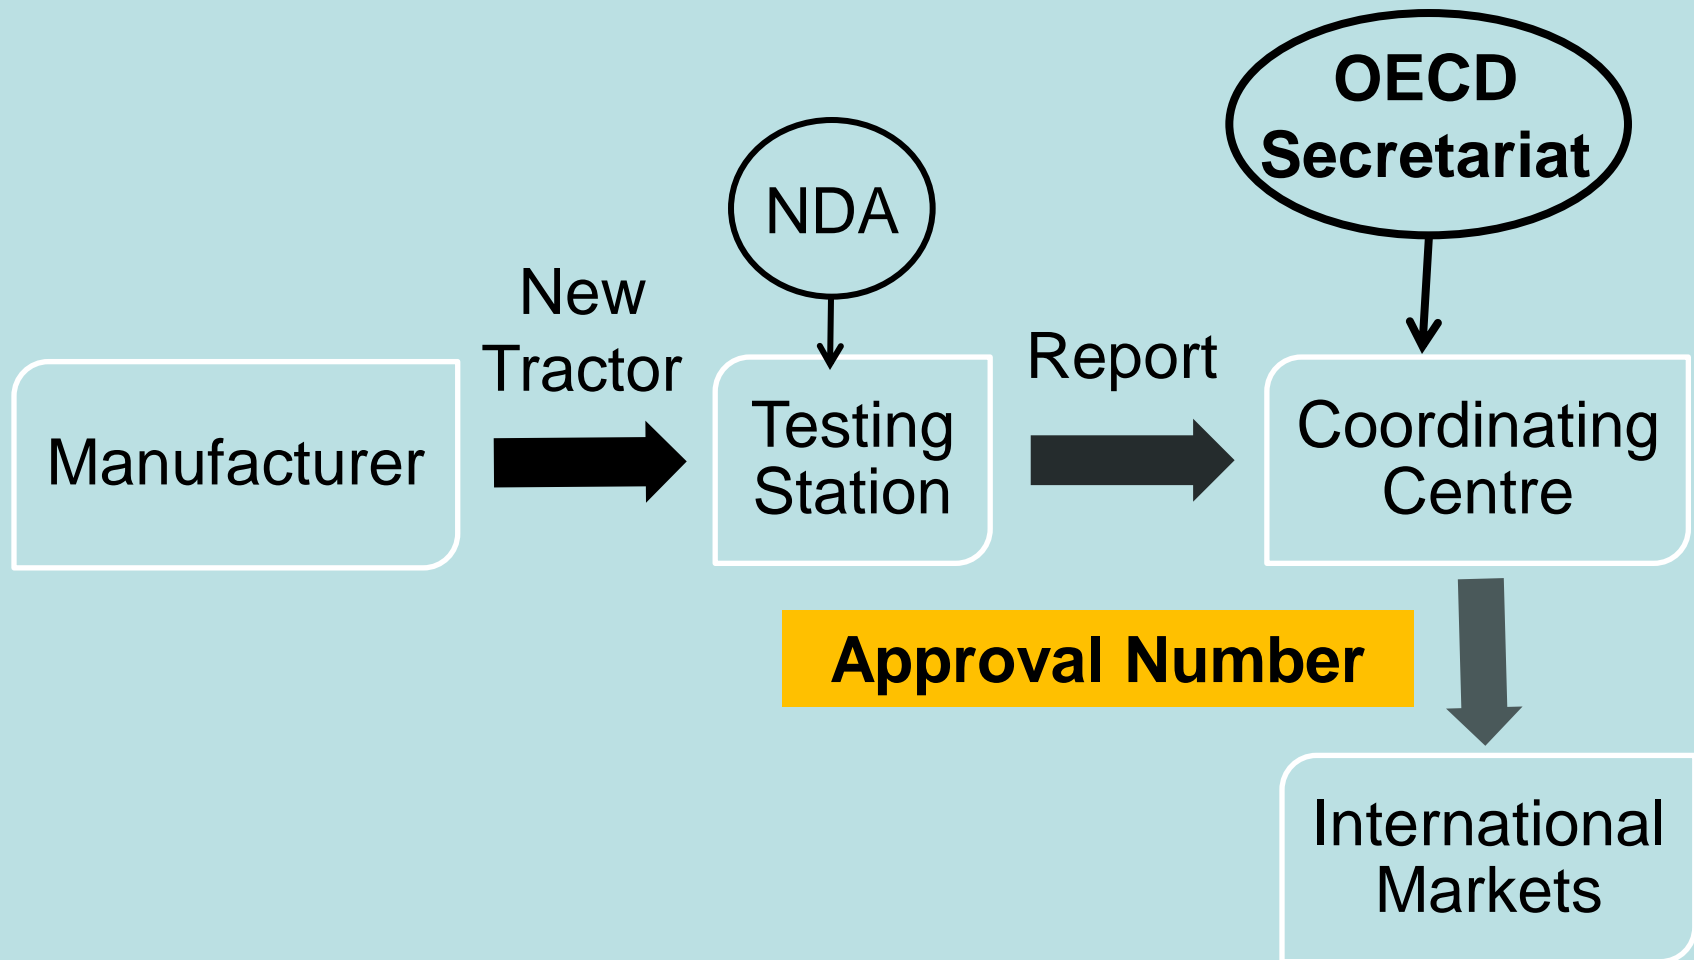 OECD
Secretariat
NDA
New
Tractor
Report
Manufacturer
Testing
Station
Coordinating
Centre
Approval Number
International
Markets